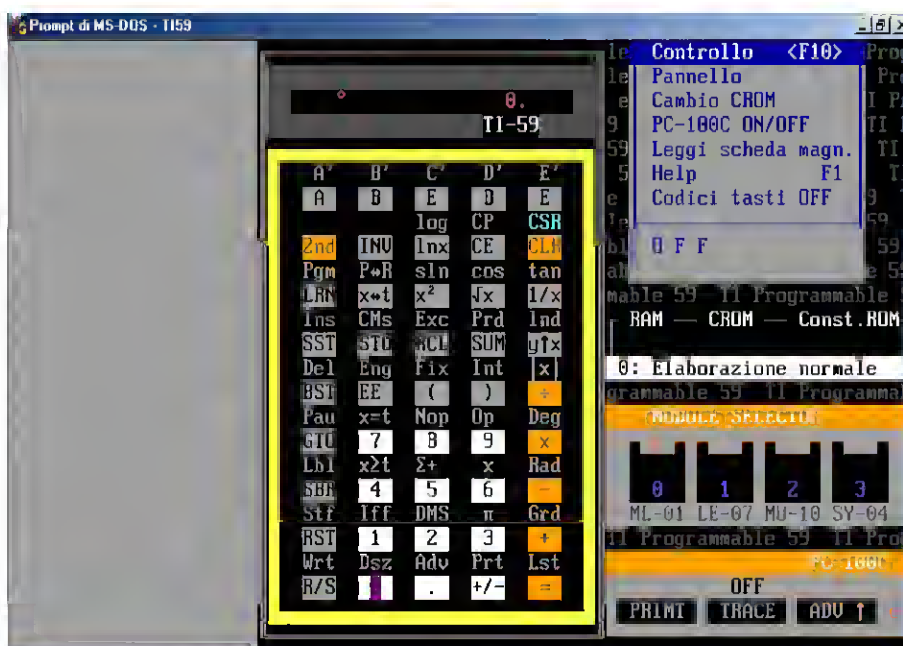 Prompt di MS-DOS - TI59
0.
TI-59
A' B' C' D' E'
A B E D E
log CP CSR
2nd INV lnx CE CLR
Pgm P↔R sln cos tan
LRN x↔t x² √x 1/x
Ins CMs Exc Prd Ind
SST STO RCL SUM y↑x
Del Eng Fix Int |x|
BST EE ( ) ÷
Pau x=t Nop Op Deg
GTO 7 8 9 x
Lbl x≥t Σ+ x Rad
SBR 4 5 6 -
Stf Iff DMS π Grd
RST 1 2 3 +
Wrt Dsz Adv Prt Lst
R/S . +/- =
Controllo <F10>
Pannello
Cambio CROM
PC-100C ON/OFF
Leggi scheda magn.
Help F1
Codici tasti OFF
O F F
mable 59 TI Programmable
RAM — CROM — Const.ROM
0: Elaborazione normale
grammable 59 TI Programma
MODULE SELECTOR
0 1 2 3
ML-01 LE-07 MU-10 SY-04
TI Programmable 59 TI Pro
PC-100C
OFF
PRIMT TRACE ADV ↑